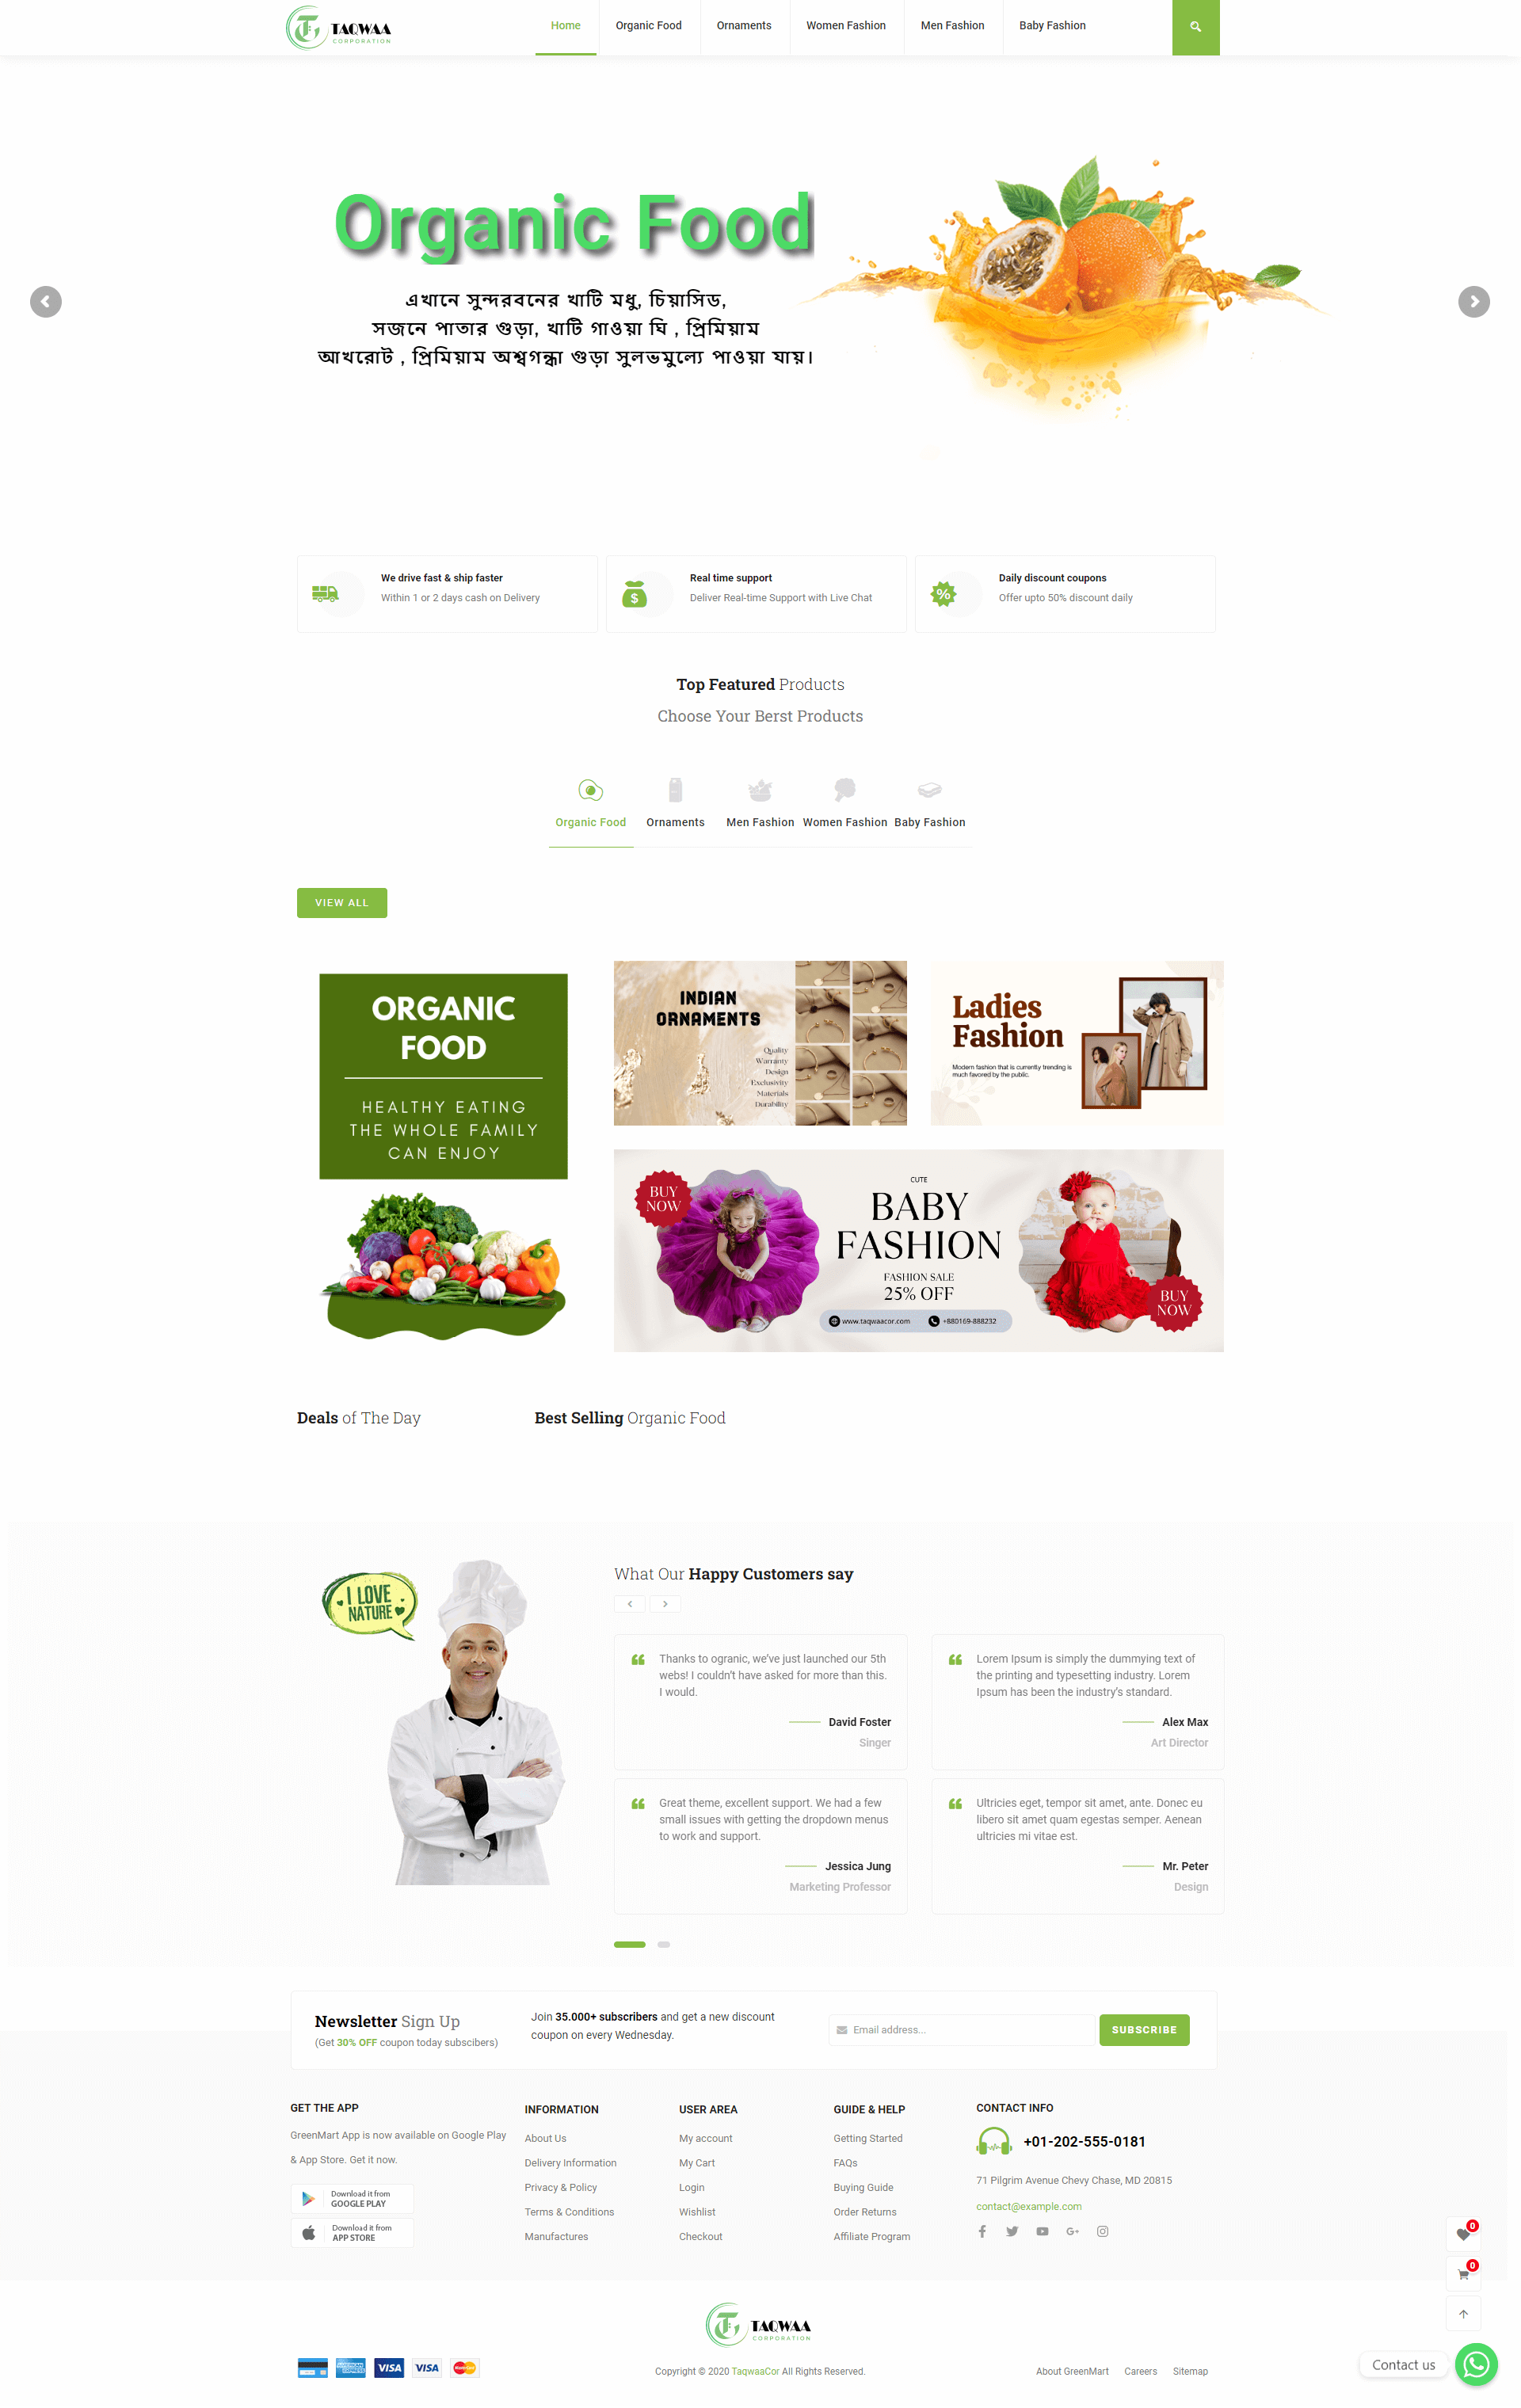 TAQWAA
CORPORATION
Home
Organic Food
Ornaments
Women Fashion
Men Fashion
Baby Fashion
Organic Food
এখানে সুন্দরবনের খাটি মধু, চিয়াসিড,
সজনে পাতার গুড়া, খাটি গাওয়া ঘি , প্রিমিয়াম
আখরোট , প্রিমিয়াম অশ্বগন্ধা গুড়া সুলভমুল্যে পাওয়া যায়।
We drive fast & ship faster
Within 1 or 2 days cash on Delivery
Real time support
Deliver Real-time Support with Live Chat
Daily discount coupons
Offer upto 50% discount daily
Top Featured Products
Choose Your Berst Products
Organic Food
Ornaments
Men Fashion
Women Fashion
Baby Fashion
VIEW ALL
ORGANIC
FOOD
HEALTHY EATING
THE WHOLE FAMILY
CAN ENJOY
INDIAN
ORNAMENTS
Quality
Warranty
Design
Exclusivity
Materials
Durability
Ladies
Fashion
Modern fashion that is currently trending is
much favored by the public.
BUY
NOW
CUTE
BABY
FASHION
FASHION SALE
25% OFF
www.taqwaacor.com
+880169-888232
BUY
NOW
Deals of The Day
Best Selling Organic Food
I LOVE
NATURE
What Our Happy Customers say
Thanks to ogranic, we've just launched our 5th
webs! I couldn't have asked for more than this.
I would.
David Foster
Singer
Lorem Ipsum is simply the dummying text of
the printing and typesetting industry. Lorem
Ipsum has been the industry's standard.
Alex Max
Art Director
Great theme, excellent support. We had a few
small issues with getting the dropdown menus
to work and support.
Jessica Jung
Marketing Professor
Ultricies eget, tempor sit amet, ante. Donec eu
libero sit amet quam egestas semper. Aenean
ultricies mi vitae est.
Mr. Peter
Design
Newsletter Sign Up
(Get 30% OFF coupon today subscibers)
Join 35.000+ subscribers and get a new discount
coupon on every Wednesday.
Email address...
SUBSCRIBE
GET THE APP
GreenMart App is now available on Google Play
& App Store. Get it now.
Download it from
GOOGLE PLAY
Download it from
APP STORE
INFORMATION
About Us
Delivery Information
Privacy & Policy
Terms & Conditions
Manufactures
USER AREA
My account
My Cart
Login
Wishlist
Checkout
GUIDE & HELP
Getting Started
FAQs
Buying Guide
Order Returns
Affiliate Program
CONTACT INFO
+01-202-555-0181
71 Pilgrim Avenue Chevy Chase, MD 20815
contact@example.com
0
0
TAQWAA
CORPORATION
VISA
VISA
Copyright © 2020 TaqwaaCor All Rights Reserved.
About GreenMart
Careers
Sitemap
Contact us